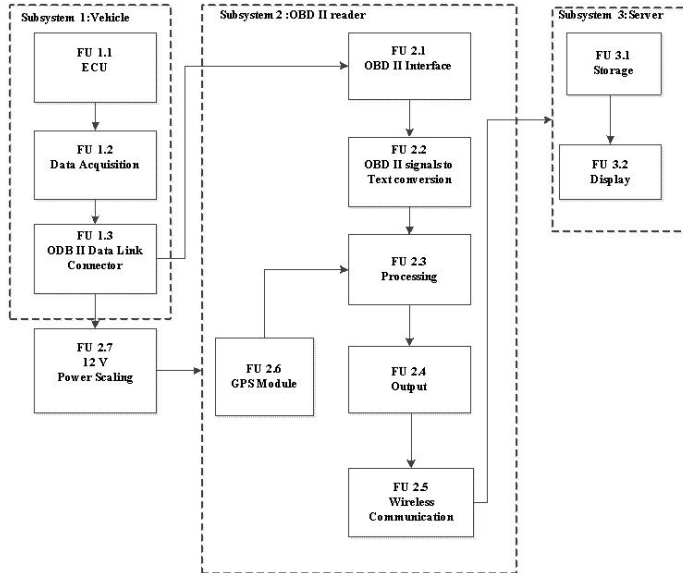 Subsystem 1:Vehicle
FU 1.1
ECU
FU 1.2
Data Acquisition
FU 1.3
ODB II Data Link
Connector
FU 2.7
12 V
Power Scaling
Subsystem 2 :OBD II reader
FU 2.1
OBD II Interface
FU 2.2
OBD II signals to
Text conversion
FU 2.3
Processing
FU 2.6
GPS Module
FU 2.4
Output
FU 2.5
Wireless
Communication
Subsystem 3:Server
FU 3.1
Storage
FU 3.2
Display